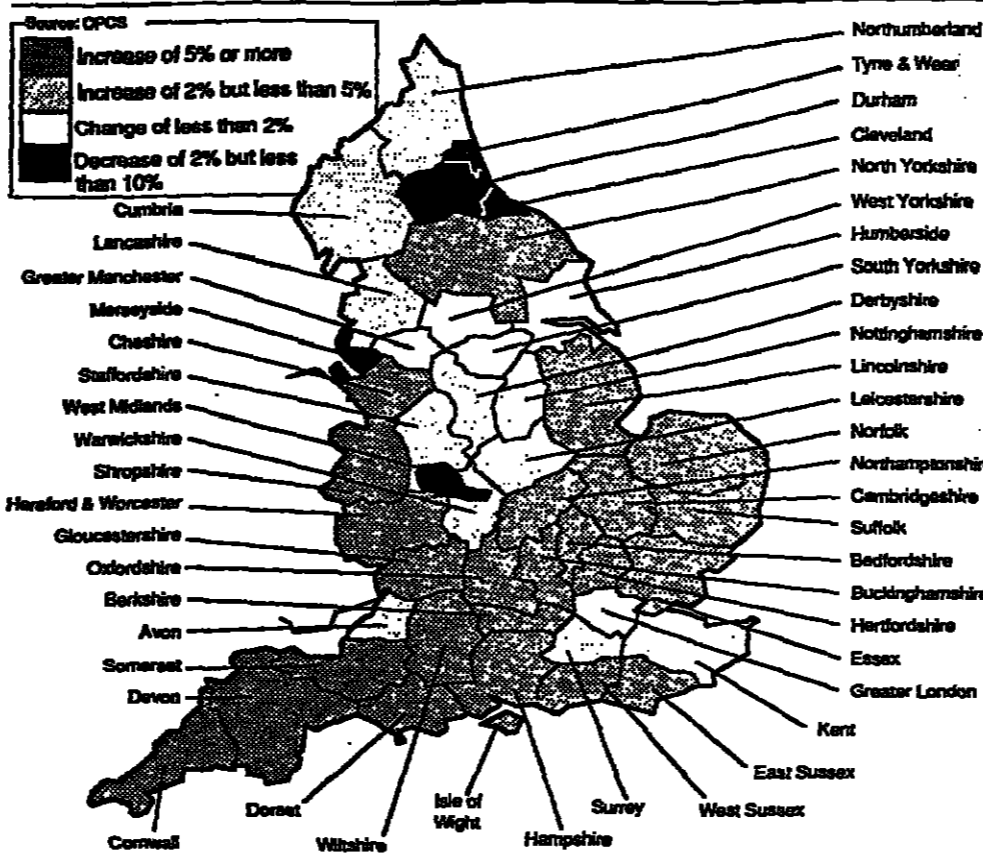 Source: OPCS
Increase of 5% or more
Increase of 2% but less than 5%
Change of less than 2%
Decrease of 2% but less
than 10%
Northumberland
Tyne & Wear
Durham
Cleveland
North Yorkshire
West Yorkshire
Humberside
South Yorkshire
Derbyshire
Nottinghamshire
Lincolnshire
Leicestershire
Norfolk
Northamptonshire
Cambridgeshire
Suffolk
Bedfordshire
Buckinghamshire
Hertfordshire
Essex
Greater London
Kent
East Sussex
West Sussex
Surrey
Hampshire
Isle of
Wight
Wiltshire
Dorset
Cornwall
Cumbria
Lancashire
Greater Manchester
Merseyside
Cheshire
Staffordshire
West Midlands
Warwickshire
Shropshire
Hereford & Worcester
Gloucestershire
Oxfordshire
Berkshire
Avon
Somerset
Devon